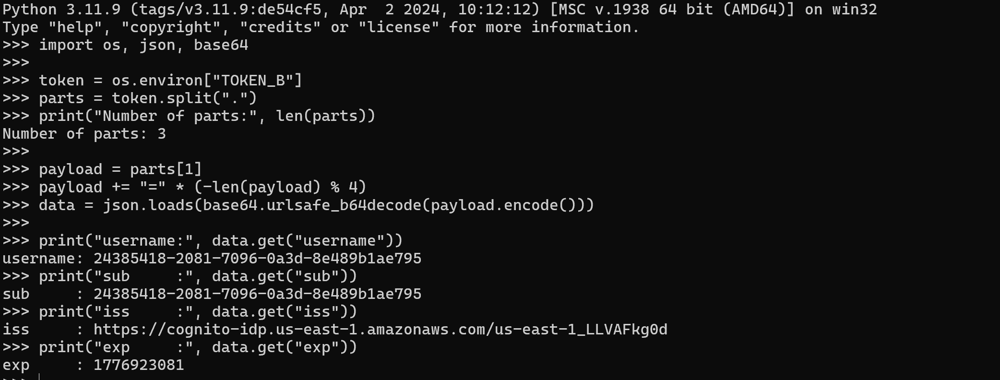 Python 3.11.9 (tags/v3.11.9:de54cf5, Apr  2 2024, 10:12:12) [MSC v.1938 64 bit (AMD64)] on win32
Type "help", "copyright", "credits" or "license" for more information.
>>> import os, json, base64
>>>
>>> token = os.environ["TOKEN_B"]
>>> parts = token.split(".")
>>> print("Number of parts:", len(parts))
Number of parts: 3
>>>
>>> payload = parts[1]
>>> payload += "=" * (-len(payload) % 4)
>>> data = json.loads(base64.urlsafe_b64decode(payload.encode()))
>>>
>>> print("username:", data.get("username"))
username: 24385418-2081-7096-0a3d-8e489b1ae795
>>> print("sub     :", data.get("sub"))
sub     : 24385418-2081-7096-0a3d-8e489b1ae795
>>> print("iss     :", data.get("iss"))
iss     : https://cognito-idp.us-east-1.amazonaws.com/us-east-1_LLVAFkg0d
>>> print("exp     :", data.get("exp"))
exp     : 1776923081
>>>